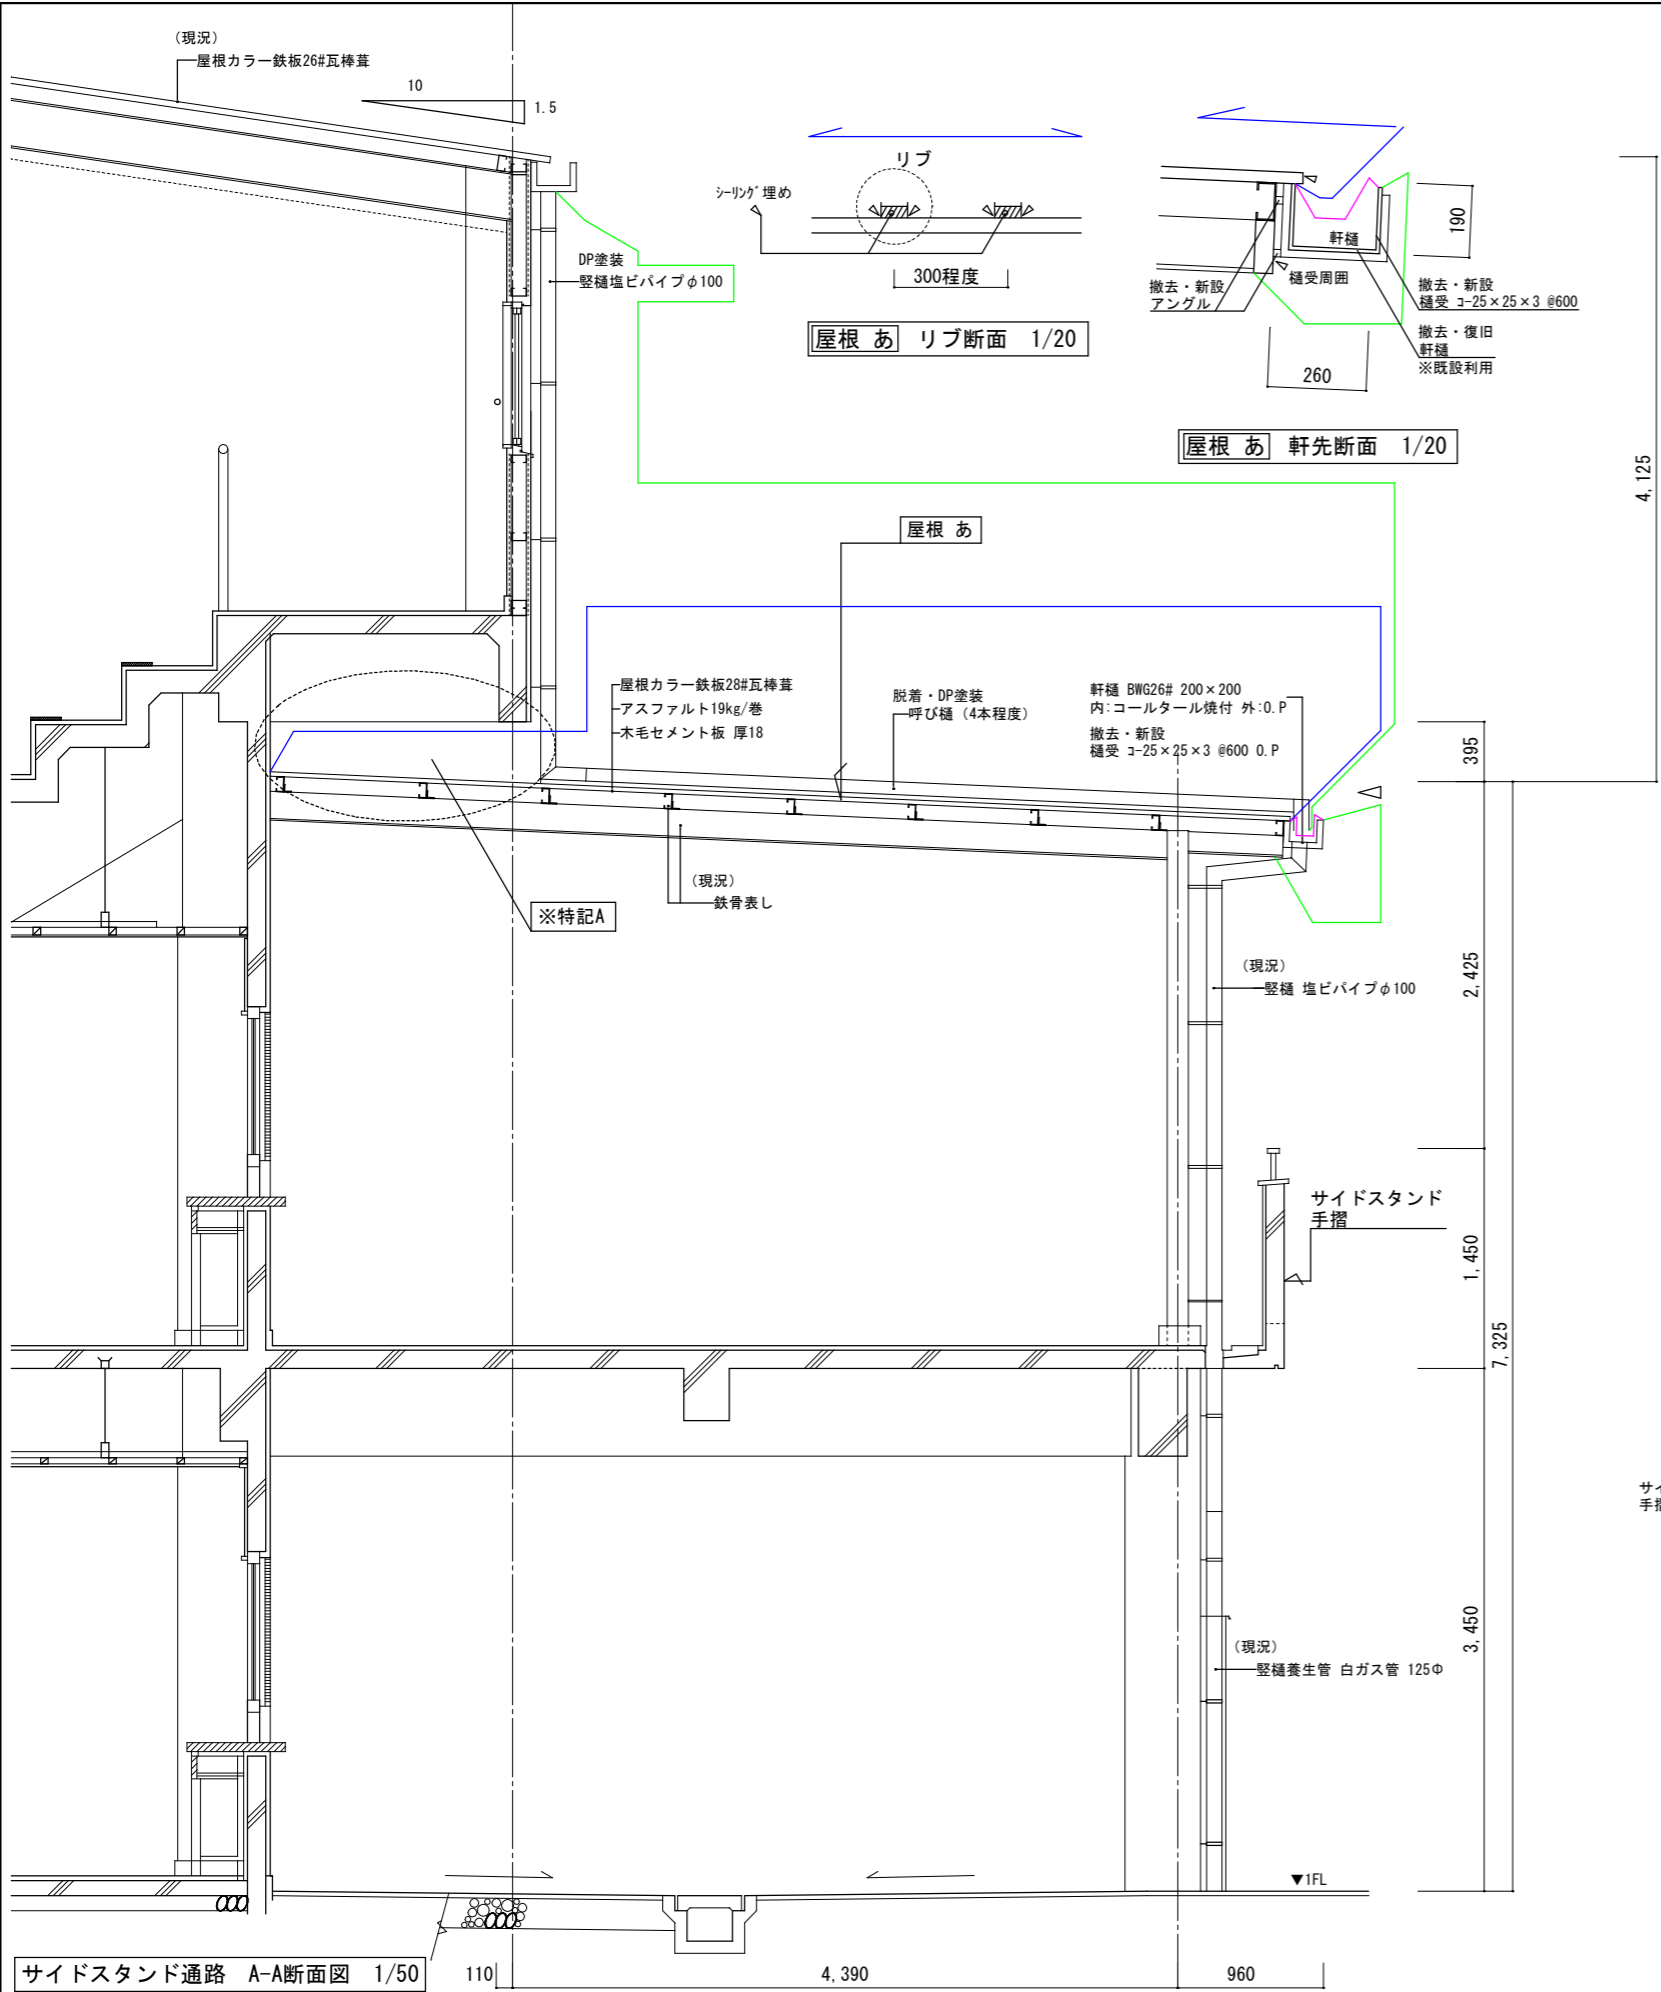 (現況)
屋根カラー鉄板26#瓦棒葺
10
1.5
リブ
シーリング埋め
300程度
屋根 あ リブ断面 1/20
DP塗装
竪樋塩ビパイプφ100
軒樋
190
撤去・新設
アングル
樋受周囲
撤去・新設
樋受 コ-25×25×3 @600
撤去・復旧
軒樋
※既設利用
260
屋根 あ 軒先断面 1/20
4,125
屋根 あ
屋根カラー鉄板28#瓦棒葺
アスファルト19kg/巻
木毛セメント板 厚18
脱着・DP塗装
呼び樋 (4本程度)
軒樋 BWG26# 200×200
内:コールタール焼付 外:O.P
撤去・新設
樋受 コ-25×25×3 @600 O.P
395
(現況)
鉄骨表し
※特記A
(現況)
竪樋 塩ビパイプφ100
2,425
サイドスタンド
手摺
1,450
7,325
3,450
(現況)
竪樋養生管 白ガス管 125Φ
▼1FL
サイドスタンド通路 A-A断面図 1/50
110
4,390
960